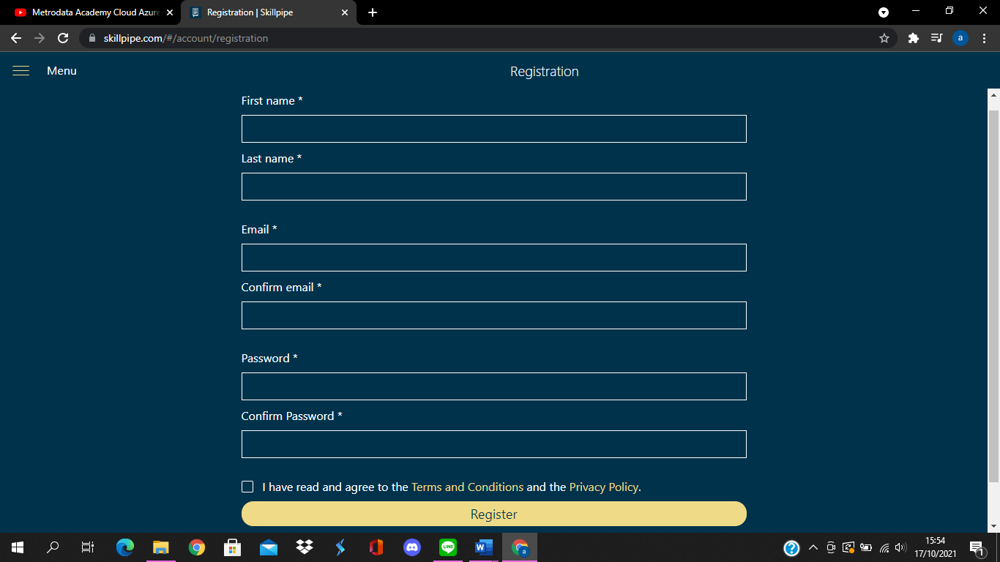 Metrodata Academy Cloud Azure
Registration | Skillpipe
skillpipe.com/#/account/registration
a
Menu
Registration
First name *
Last name *
Email *
Confirm email *
Password *
Confirm Password *
I have read and agree to the Terms and Conditions and the Privacy Policy.
Register
LINE
W
a
?
15:54
17/10/2021
1